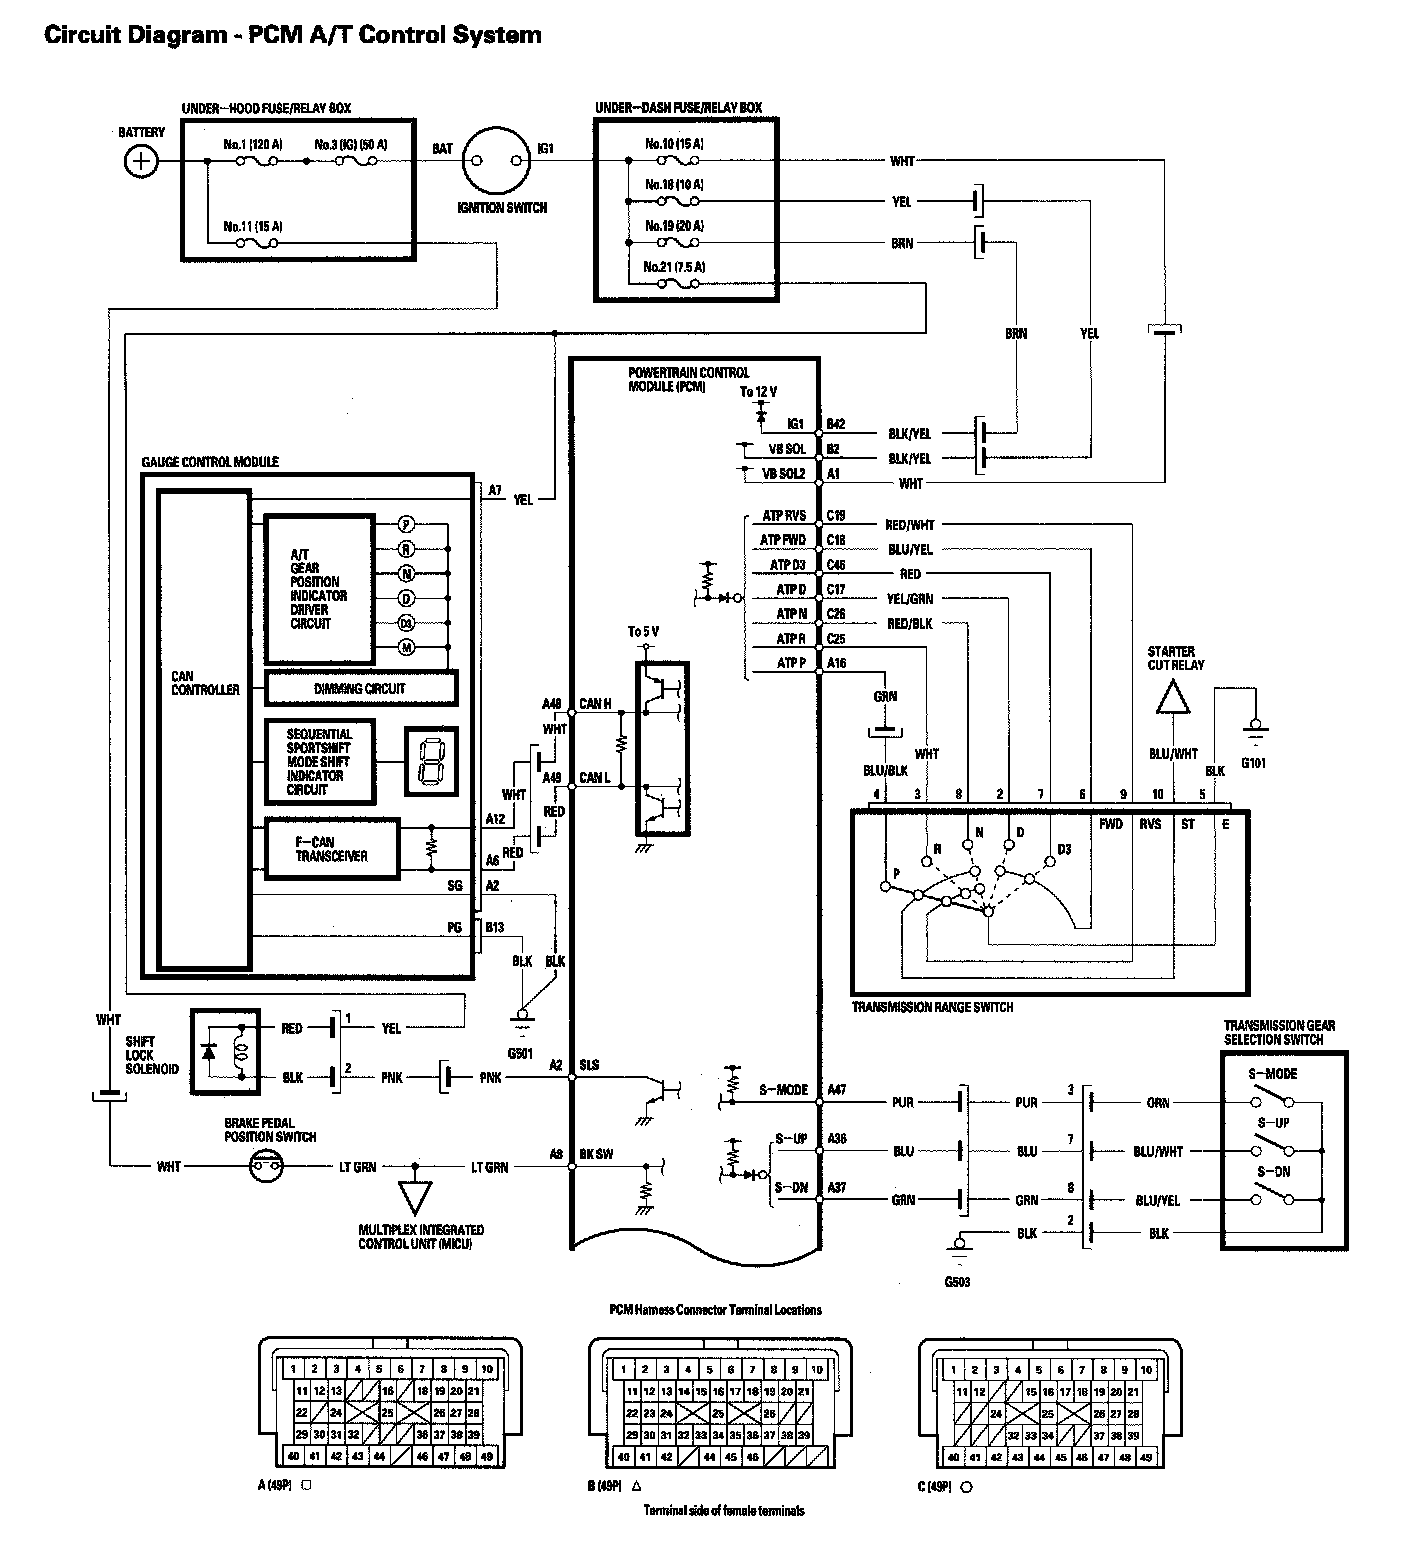 Circuit Diagram - PCM A/T Control System
UNDER-HOOD FUSE/RELAY BOX
UNDER-DASH FUSE/RELAY BOX
BATTERY
No.1 (120 A)
No.3 (IG) (50 A)
BAT
IG1
No.10 (15 A)
WHT
No.18 (10 A)
YEL
IGNITION SWITCH
No.11 (15 A)
No.19 (20 A)
BRN
No.21 (7.5 A)
BRN
YEL
POWERTRAIN CONTROL
MODULE (PCM)
To 12 V
IG1
B42
BLK/YEL
VB SOL
B2
BLK/YEL
VB SOL2
A1
WHT
GAUGE CONTROL MODULE
A7
YEL
ATP RVS
C19
RED/WHT
ATP FWD
C18
BLU/YEL
ATP D3
C46
RED
ATP D
C17
YEL/GRN
ATP N
C26
RED/BLK
ATP R
C25
ATP P
A16
A/T
GEAR
POSITION
INDICATOR
DRIVER
CIRCUIT
P
R
N
D
D3
M
To 5 V
CAN
CONTROLLER
DIMMING CIRCUIT
STARTER
CUT RELAY
GRN
A48
CAN H
WHT
SEQUENTIAL
SPORTSHIFT
MODE SHIFT
INDICATOR
CIRCUIT
8
WHT
A49
CAN L
RED
WHT
BLU/BLK
BLU/WHT
BLK
G101
A12
RED
A6
F-CAN
TRANSCEIVER
SG
A2
PG
B13
BLK
BLK
G501
4
3
8
2
7
6
9
10
5
FWD
RVS
ST
E
P
R
N
D
D3
TRANSMISSION RANGE SWITCH
WHT
SHIFT
LOCK
SOLENOID
RED
1
YEL
BLK
2
PNK
PNK
A2
SLS
TRANSMISSION GEAR
SELECTION SWITCH
S-MODE
A47
PUR
PUR
3
ORN
S-MODE
BRAKE PEDAL
POSITION SWITCH
S-UP
A36
BLU
BLU
7
BLU/WHT
S-UP
WHT
LT GRN
LT GRN
A8
BK SW
S-DN
A37
GRN
GRN
8
BLU/YEL
S-DN
MULTIPLEX INTEGRATED
CONTROL UNIT (MICU)
BLK
2
BLK
G503
PCM Harness Connector Terminal Locations
1 2 3 4 5 6 7 8 9 10
11 12 13 16 18 19 20 21
22 24 25 26 27 28
29 30 31 32 36 37 38 39
40 41 42 43 44 46 47 48 49
A (49P) □
1 2 3 4 5 6 7 8 9 10
11 12 13 14 15 16 17 18 19 20 21
22 23 24 25 26
29 30 31 32 33 34 35 36 37 38 39
40 41 42 44 45 46
B (49P) △
1 2 3 4 5 6 7 8 9 10
11 12 15 16 17 18 19 20 21
24 25 26 27 28
32 33 34 37 38 39
40 41 42 43 44 45 46 47 48 49
C (49P) ○
Terminal side of female terminals